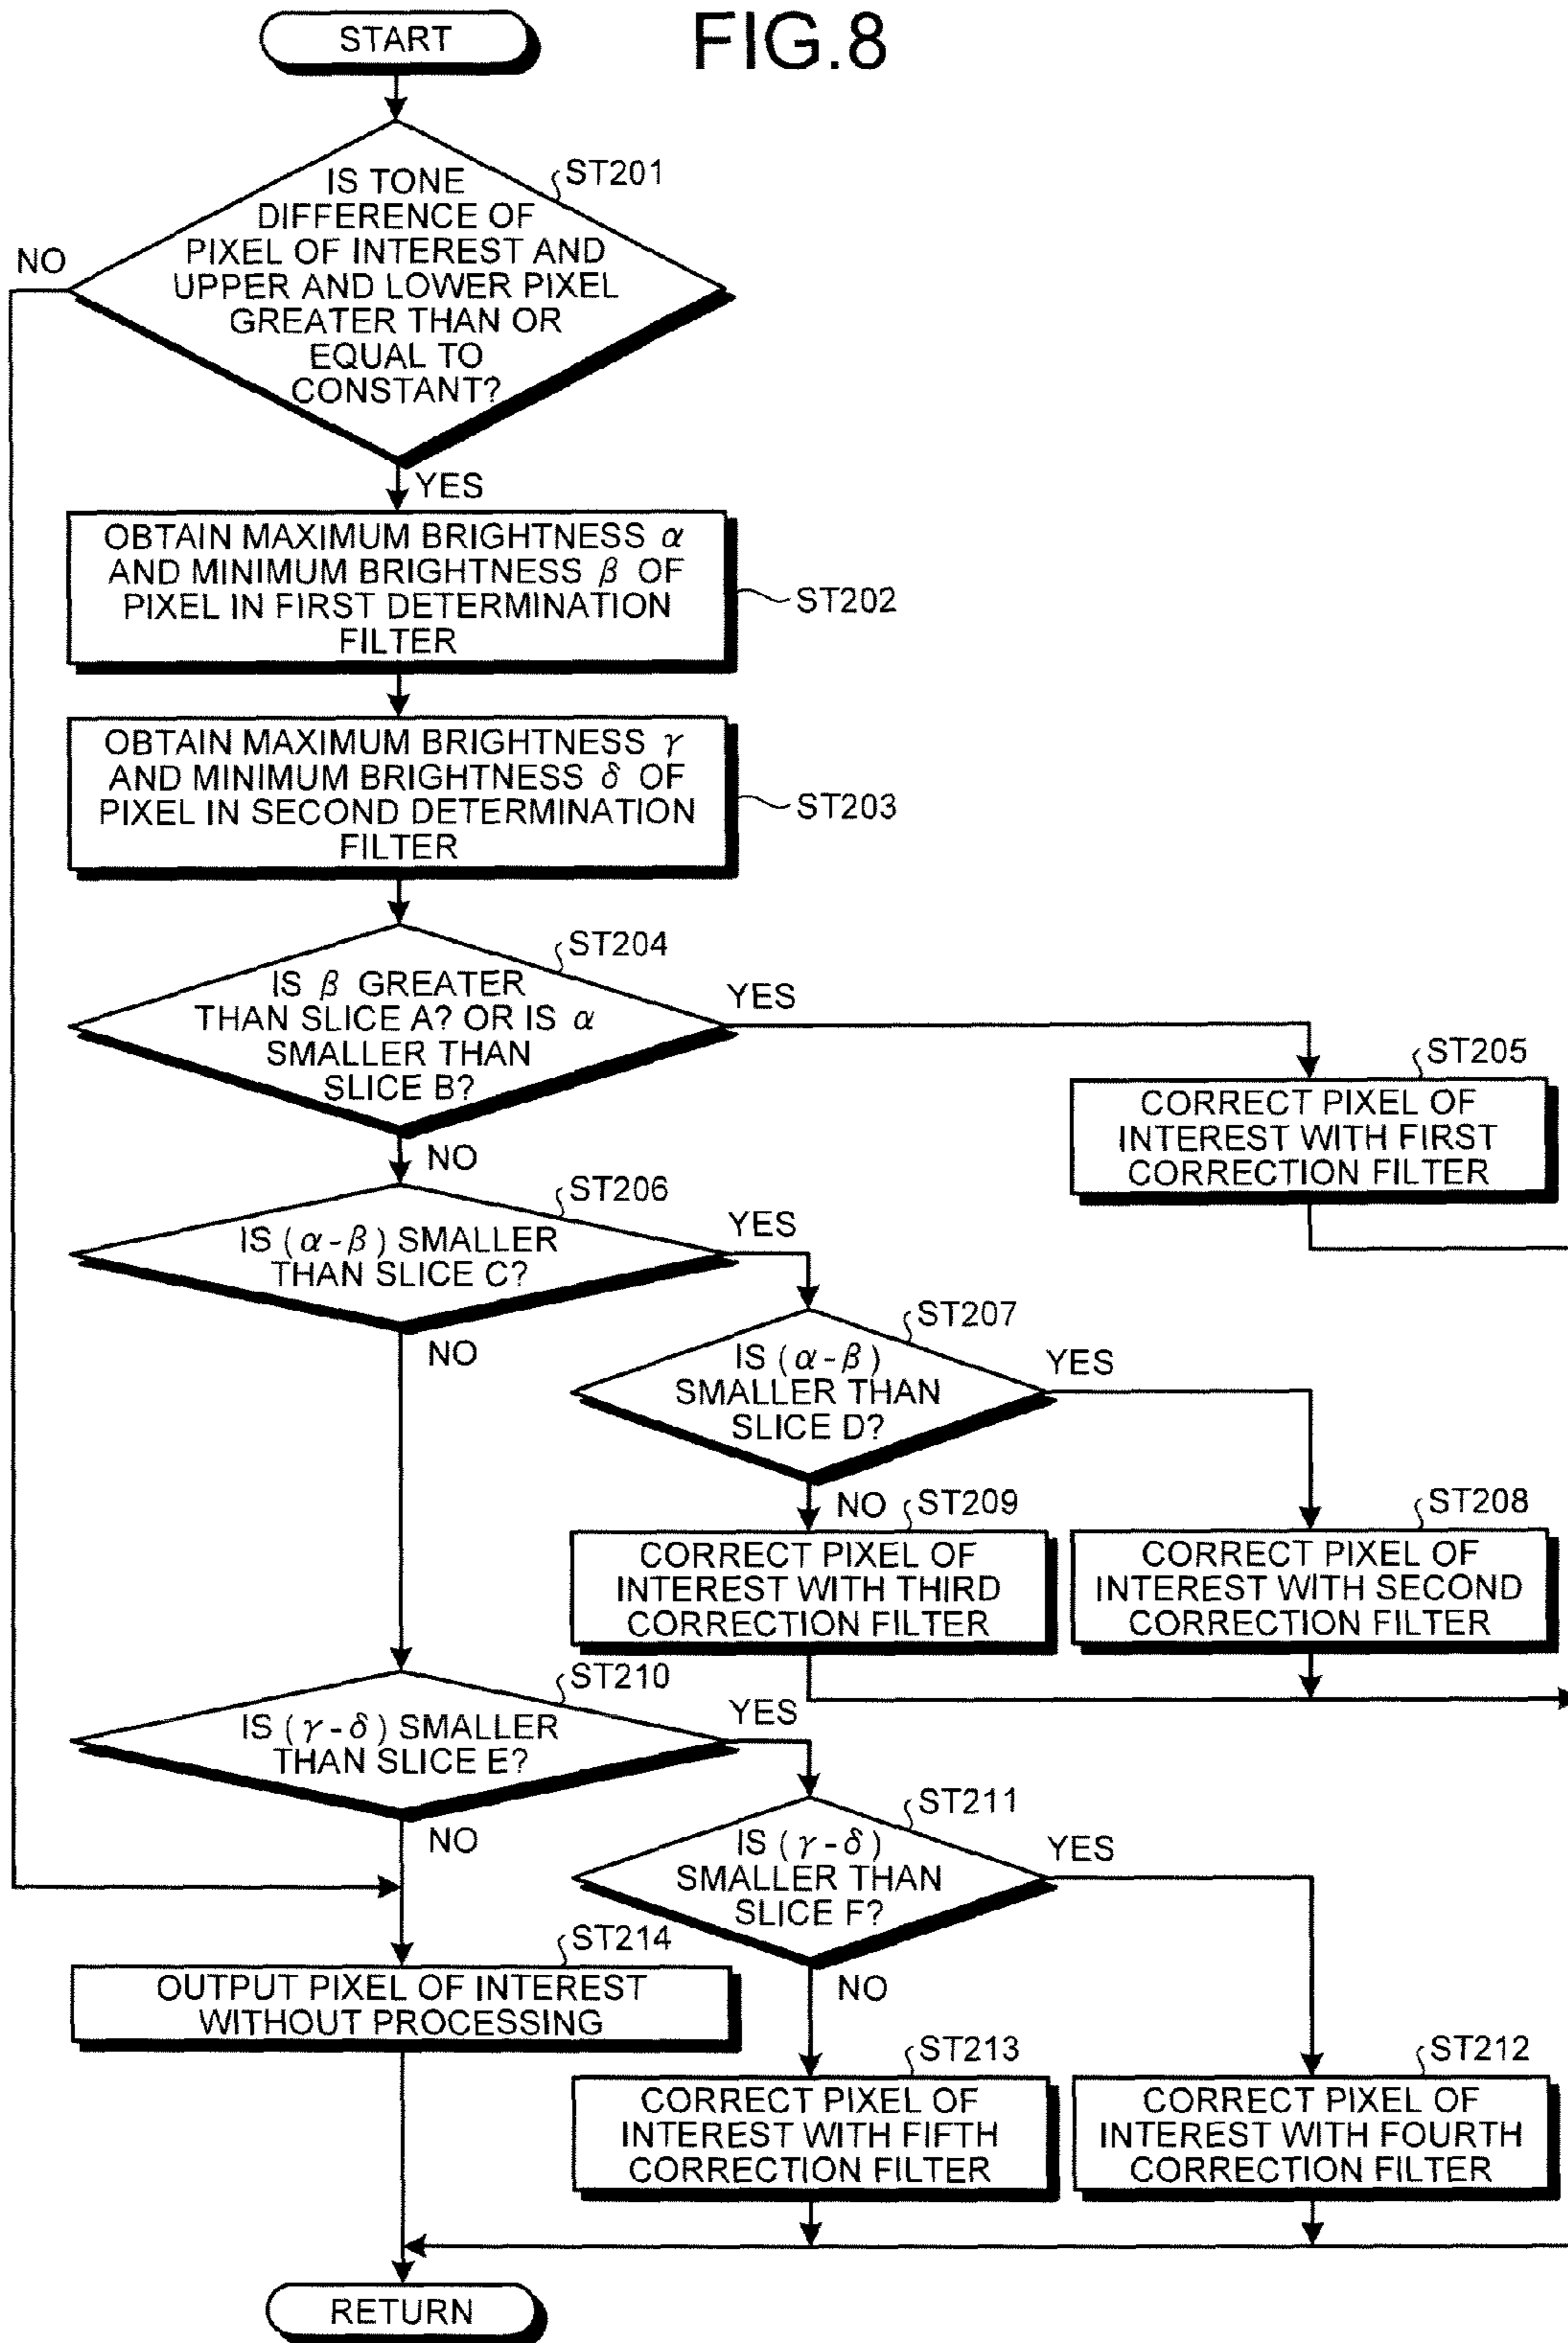 FIG.8
START
ST201
IS TONE
DIFFERENCE OF
PIXEL OF INTEREST AND
UPPER AND LOWER PIXEL
GREATER THAN OR
EQUAL TO
CONSTANT?
NO
YES
OBTAIN MAXIMUM BRIGHTNESS α
AND MINIMUM BRIGHTNESS β OF
PIXEL IN FIRST DETERMINATION
FILTER
ST202
OBTAIN MAXIMUM BRIGHTNESS γ
AND MINIMUM BRIGHTNESS δ OF
PIXEL IN SECOND DETERMINATION
FILTER
ST203
ST204
IS β GREATER
THAN SLICE A? OR IS α
SMALLER THAN
SLICE B?
YES
NO
ST205
CORRECT PIXEL OF
INTEREST WITH FIRST
CORRECTION FILTER
ST206
IS (α-β) SMALLER
THAN SLICE C?
YES
NO
ST207
IS (α-β)
SMALLER THAN
SLICE D?
YES
NO
ST209
CORRECT PIXEL OF
INTEREST WITH THIRD
CORRECTION FILTER
ST208
CORRECT PIXEL OF
INTEREST WITH SECOND
CORRECTION FILTER
ST210
IS (γ-δ) SMALLER
THAN SLICE E?
YES
NO
ST211
IS (γ-δ)
SMALLER THAN
SLICE F?
YES
NO
ST214
OUTPUT PIXEL OF INTEREST
WITHOUT PROCESSING
ST213
CORRECT PIXEL OF
INTEREST WITH FIFTH
CORRECTION FILTER
ST212
CORRECT PIXEL OF
INTEREST WITH FOURTH
CORRECTION FILTER
RETURN